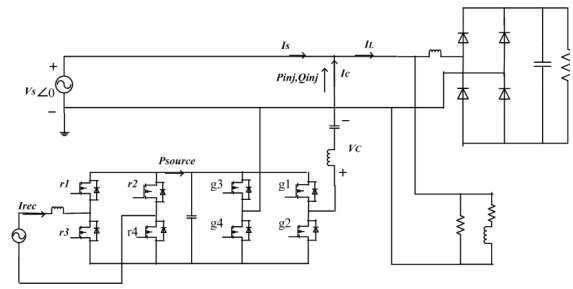 Is
IL
+
Pinj,Qinj
Ic
Vs∠0
−
−
VC
+
Psource
r1
r2
g3
g1
Irec
r3
r4
g4
g2